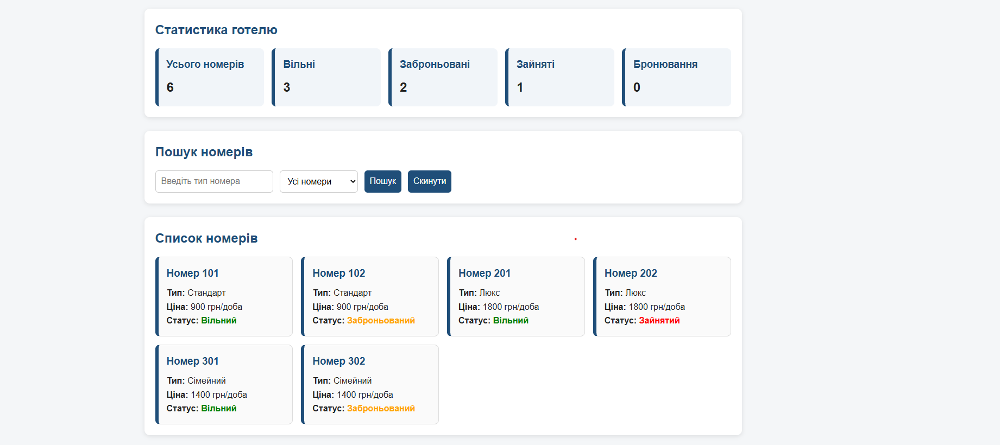 Статистика готелю
Усього номерів
6
Вільні
3
Заброньовані
2
Зайняті
1
Бронювання
0
Пошук номерів
Введіть тип номера
Усі номери
Пошук
Скинути
Список номерів
Номер 101
Тип: Стандарт
Ціна: 900 грн/доба
Статус: Вільний
Номер 102
Тип: Стандарт
Ціна: 900 грн/доба
Статус: Заброньований
Номер 201
Тип: Люкс
Ціна: 1800 грн/доба
Статус: Вільний
Номер 202
Тип: Люкс
Ціна: 1800 грн/доба
Статус: Зайнятий
Номер 301
Тип: Сімейний
Ціна: 1400 грн/доба
Статус: Вільний
Номер 302
Тип: Сімейний
Ціна: 1400 грн/доба
Статус: Заброньований